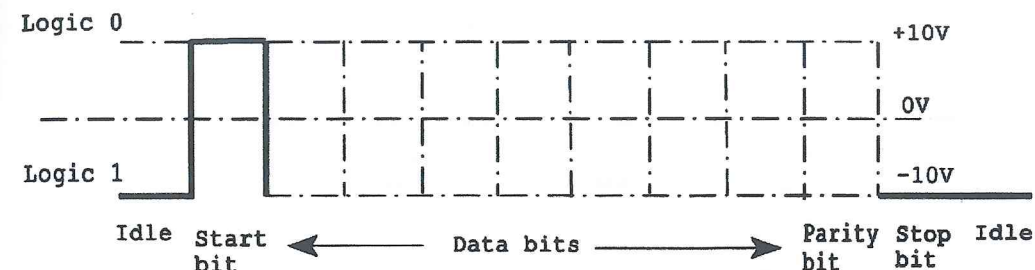 Logic 0
+10V
0V
Logic 1
-10V
Idle
Start bit
Data bits
Parity bit
Stop bit
Idle